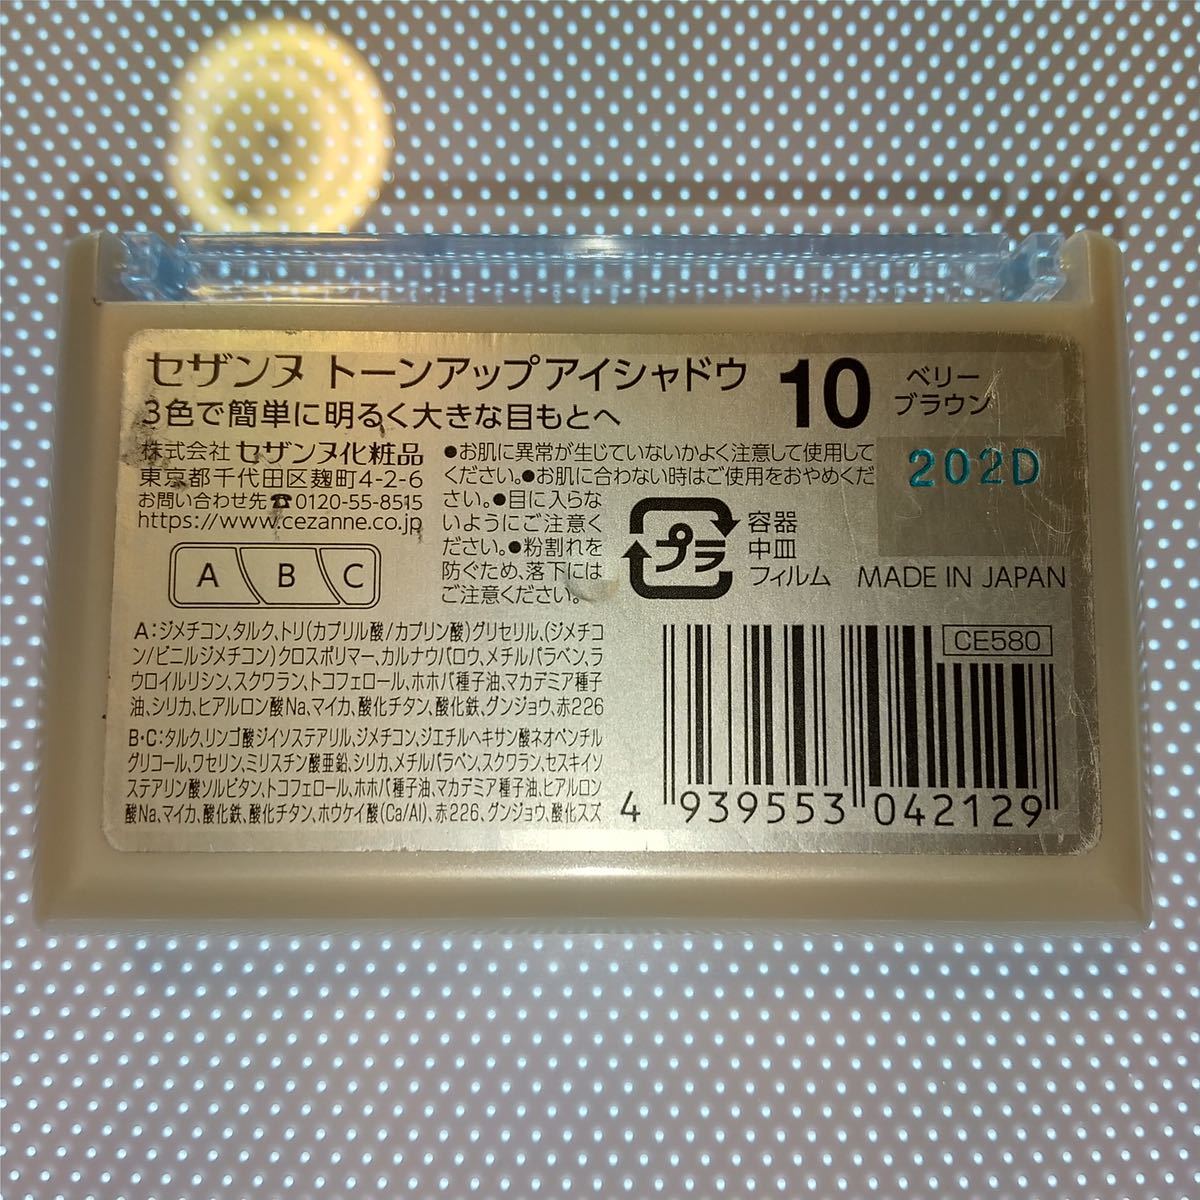 セザンヌ トーンアップアイシャドウ 10 ベリー
ブラウン
3色で簡単に明るく大きな目もとへ
株式会社 セザンヌ化粧品
東京都千代田区麹町4-2-6
お問い合わせ先☎0120-55-8515
https://www.cezanne.co.jp
●お肌に異常が生じていないかよく注意して使用して
ください。●お肌に合わない時はご使用をおやめくだ
さい。●目に入らな
いようにご注意く
ださい。●粉割れを
防ぐため、落下には
ご注意ください。
202D
プラ
容器
中皿
フィルム
MADE IN JAPAN
A B C
A:ジメチコン、タルク、トリ(カプリル酸/カプリン酸)グリセリル、(ジメチコ
ン/ビニルジメチコン)クロスポリマー、カルナウバロウ、メチルパラベン、ラ
ウロイルリシン、スクワラン、トコフェロール、ホホバ種子油、マカデミア種子
油、シリカ、ヒアルロン酸Na、マイカ、酸化チタン、酸化鉄、グンジョウ、赤226
B・C:タルク、リンゴ酸ジイソステアリル、ジメチコン、ジエチルヘキサン酸ネオペンチル
グリコール、ワセリン、ミリスチン酸亜鉛、シリカ、メチルパラベン、スクワラン、セスキイソ
ステアリン酸ソルビタン、トコフェロール、ホホバ種子油、マカデミア種子油、ヒアルロン
酸Na、マイカ、酸化鉄、酸化チタン、ホウケイ酸(Ca/Al)、赤226、グンジョウ、酸化スズ
CE580
4 939553 042129